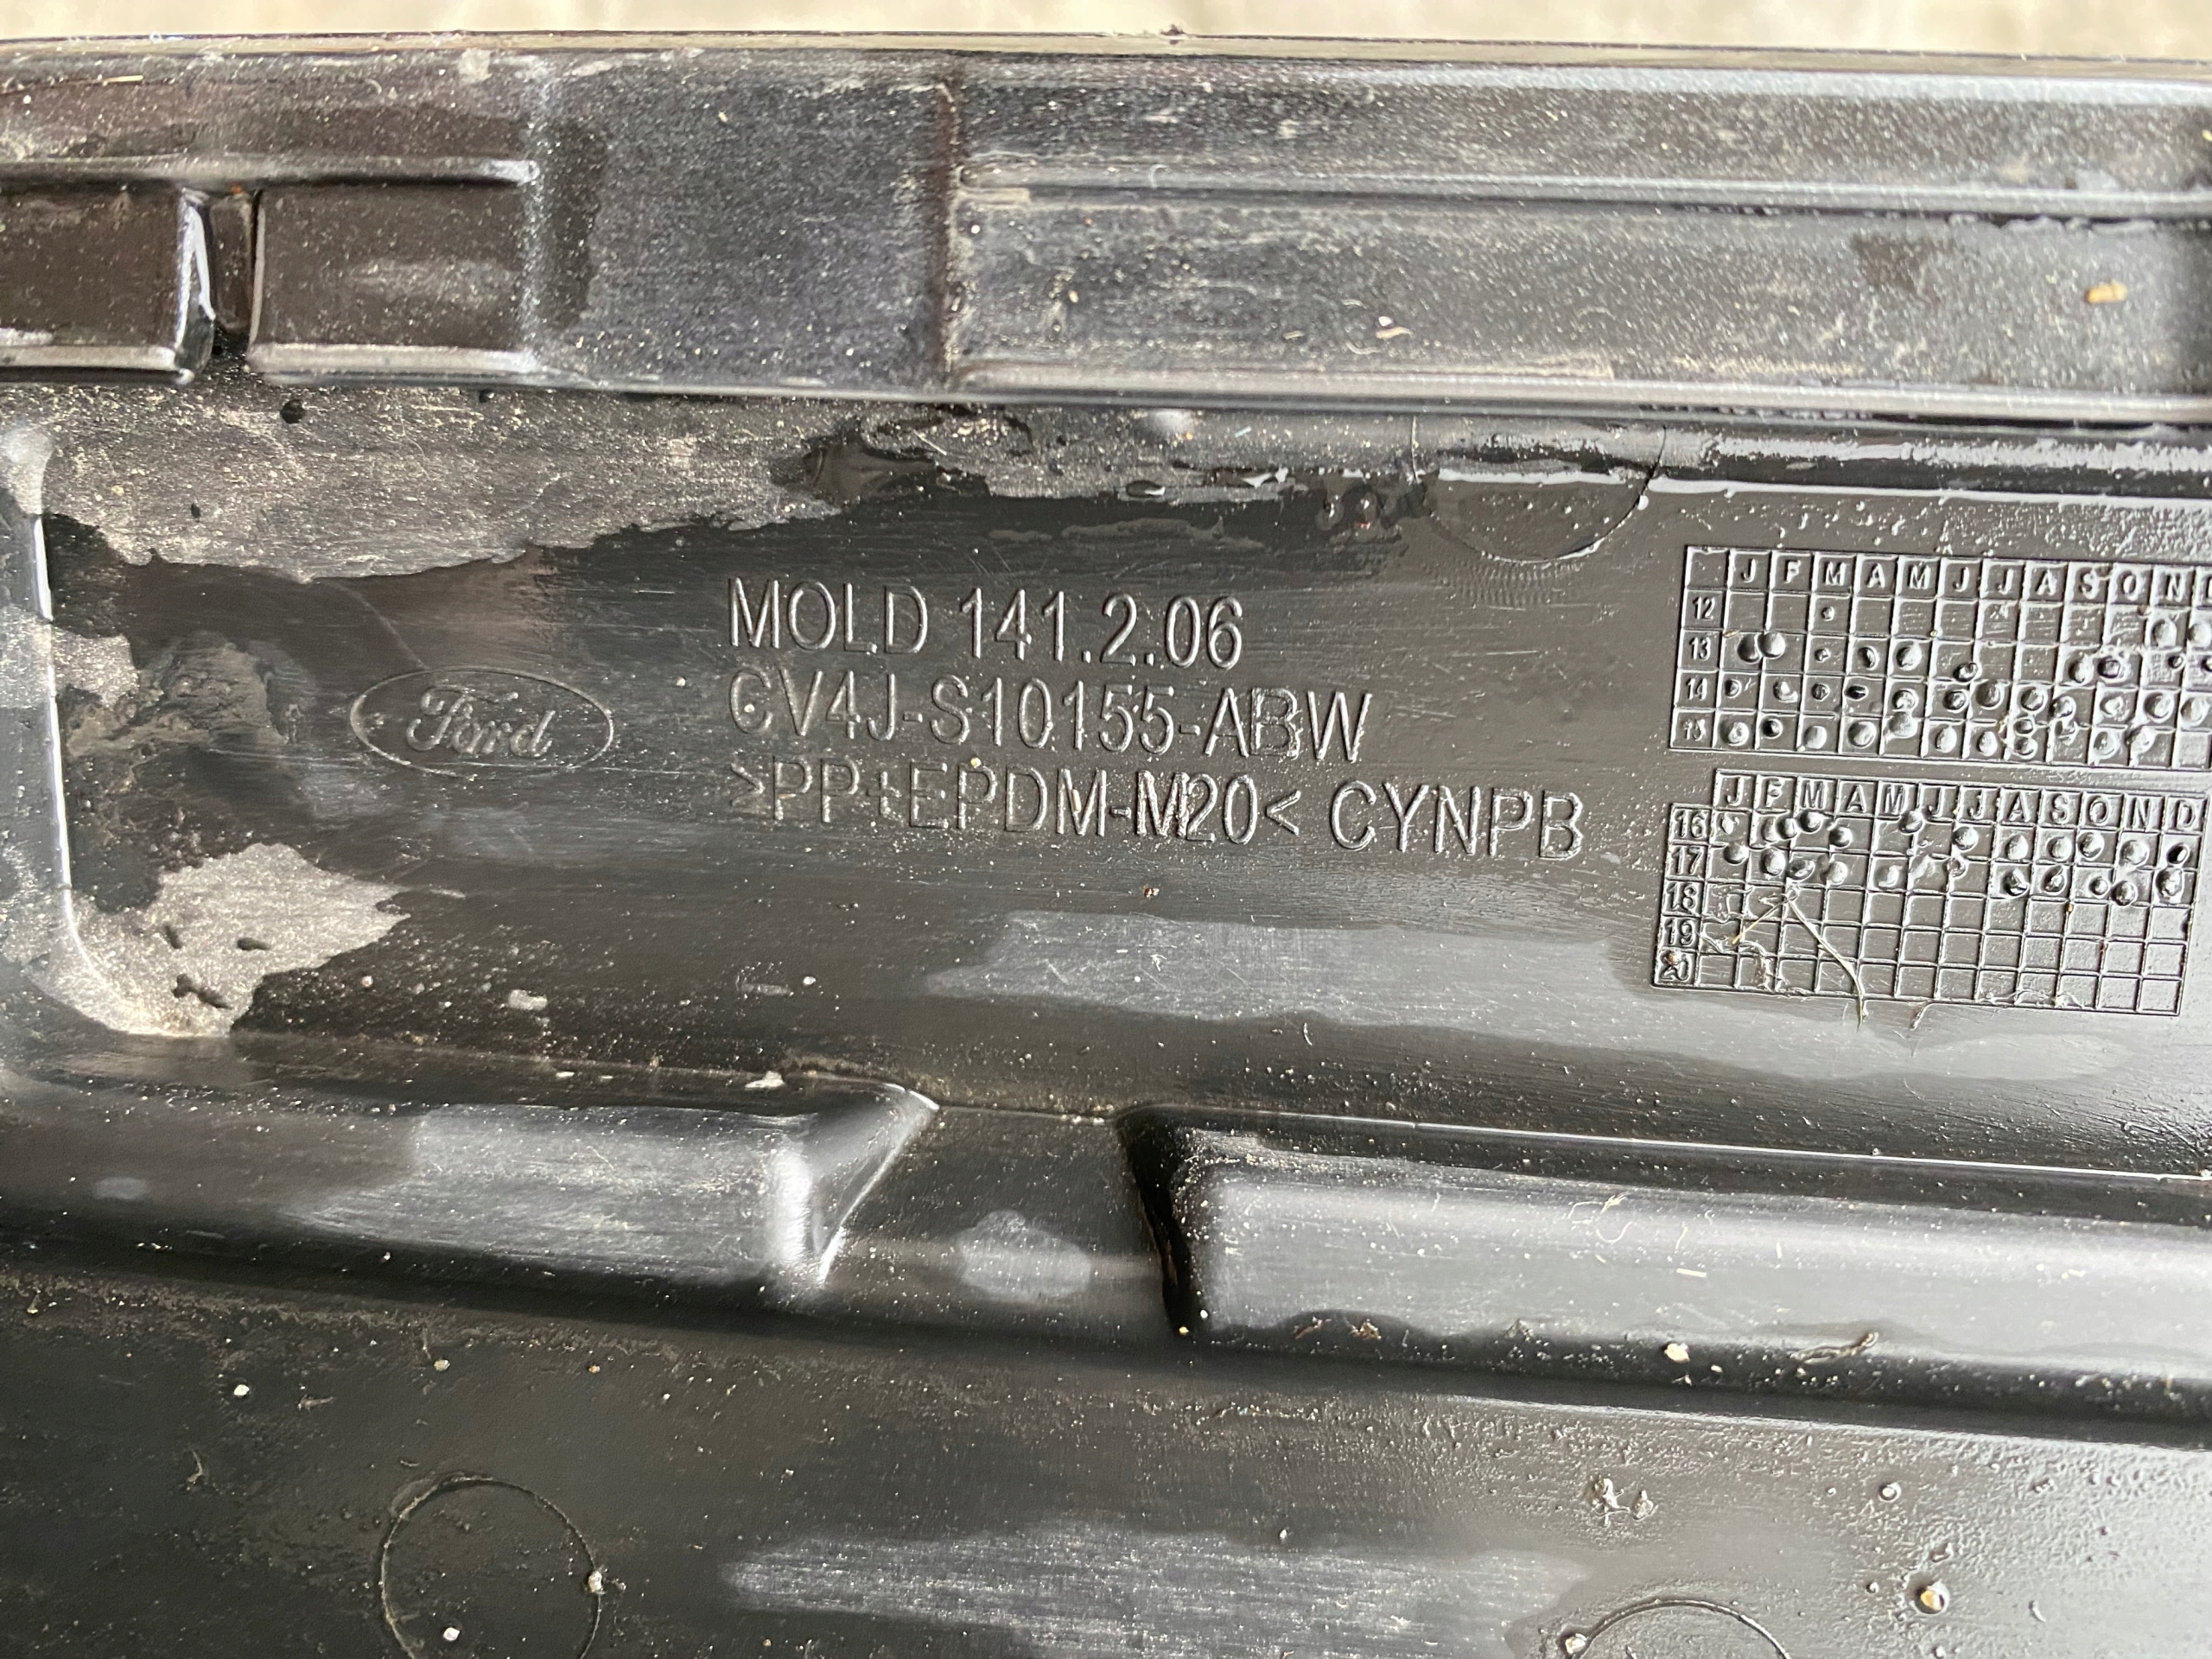 Ford
MOLD 141.2.06
CV4J-S10155-ABW
>PP+EPDM-M20< CYNPB
J F M A M J J A S O N
12
13
14
15
J F M A M J J A S O N D
16
17
18
19
20